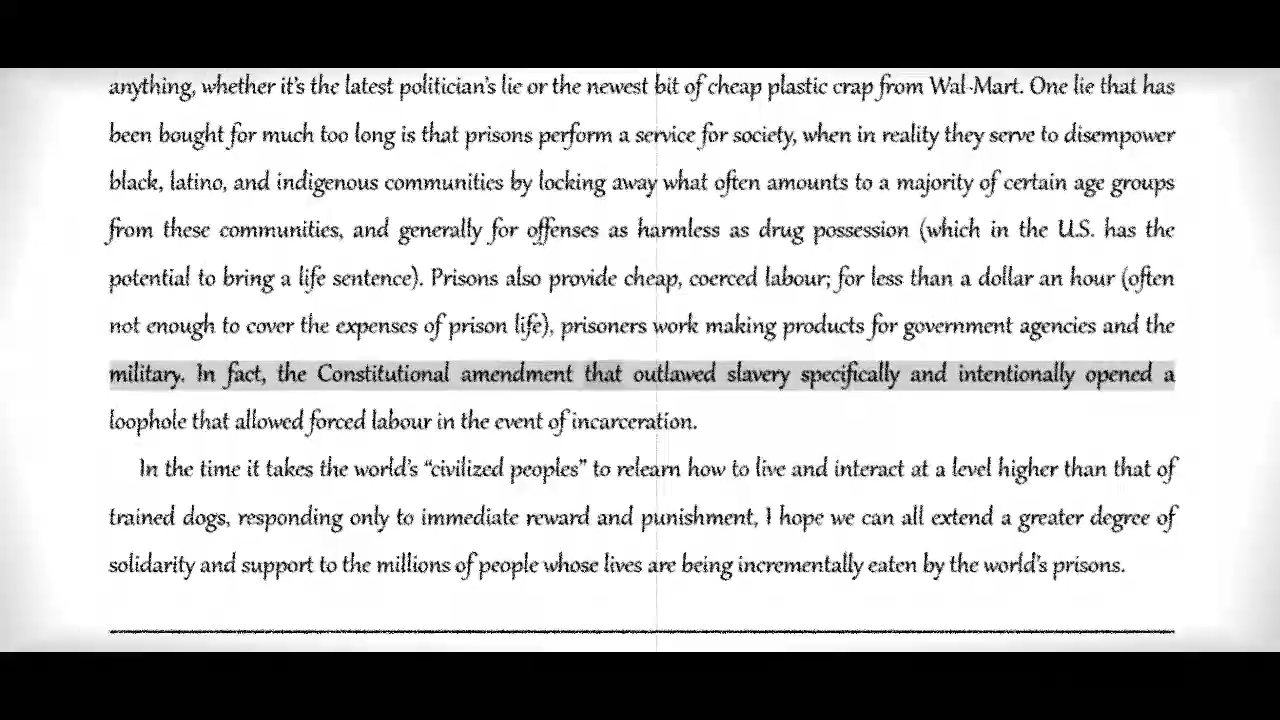 anything, whether it's the latest politician's lie or the newest bit of cheap plastic crap from Wal-Mart. One lie that has
been bought for much too long is that prisons perform a service for society, when in reality they serve to disempower
black, latino, and indigenous communities by locking away what often amounts to a majority of certain age groups
from these communities, and generally for offenses as harmless as drug possession (which in the U.S. has the
potential to bring a life sentence). Prisons also provide cheap, coerced labour; for less than a dollar an hour (often
not enough to cover the expenses of prison life), prisoners work making products for government agencies and the
military. In fact, the Constitutional amendment that outlawed slavery specifically and intentionally opened a
loophole that allowed forced labour in the event of incarceration.
In the time it takes the world's “civilized peoples” to relearn how to live and interact at a level higher than that of
trained dogs, responding only to immediate reward and punishment, I hope we can all extend a greater degree of
solidarity and support to the millions of people whose lives are being incrementally eaten by the world's prisons.